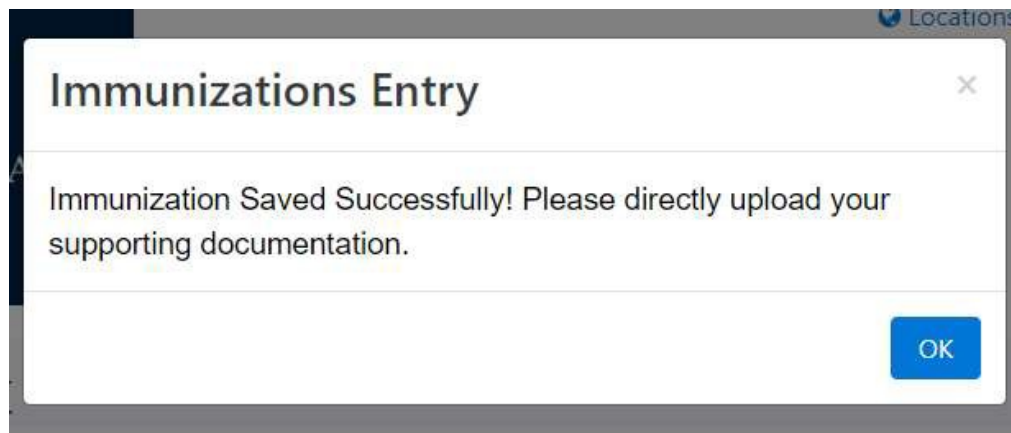 Locations
Immunizations Entry
×
Immunization Saved Successfully! Please directly upload your
supporting documentation.
OK